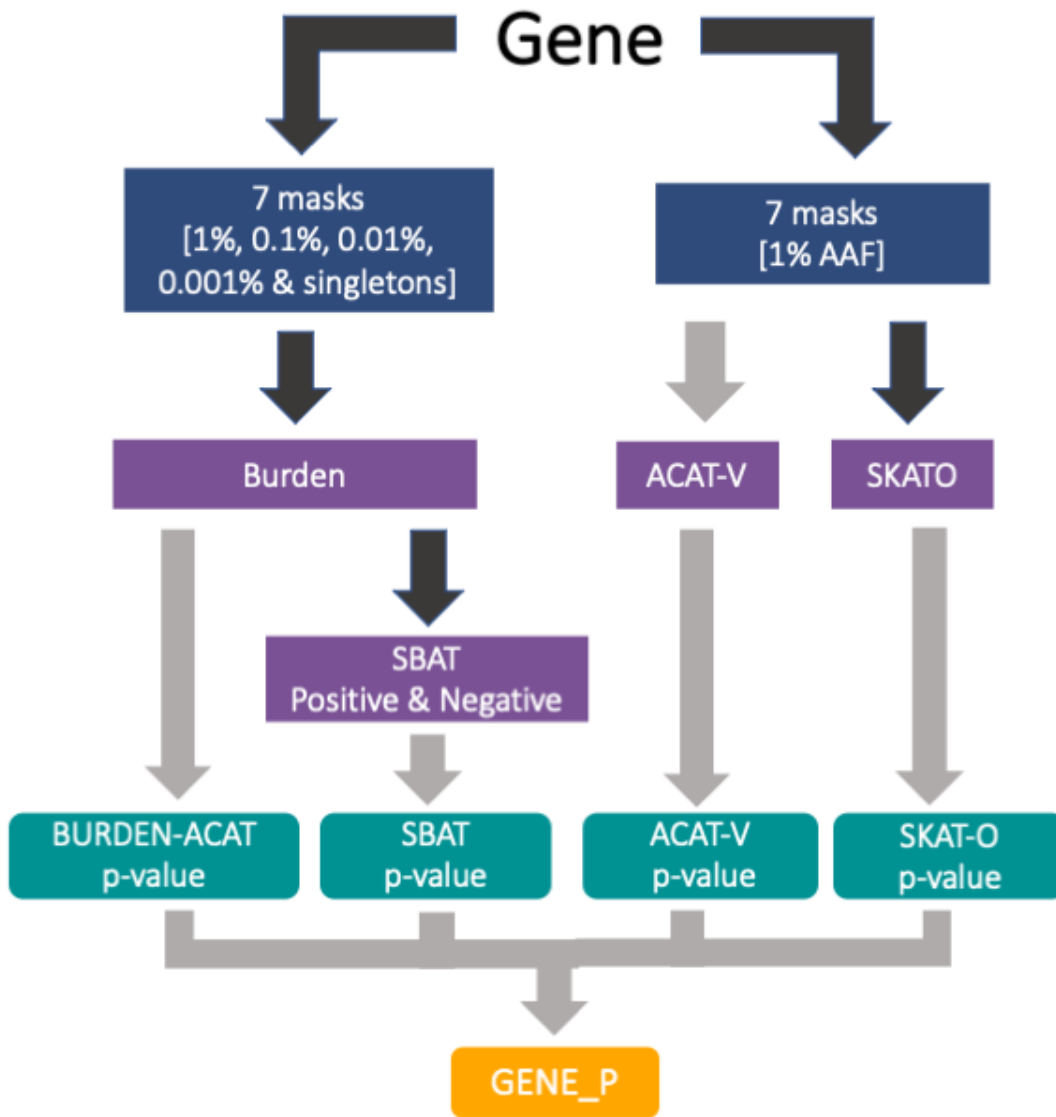 Gene
7 masks
[1%, 0.1%, 0.01%,
0.001% & singletons]
7 masks
[1% AAF]
Burden
ACAT-V
SKATO
SBAT
Positive & Negative
BURDEN-ACAT
p-value
SBAT
p-value
ACAT-V
p-value
SKAT-O
p-value
GENE_P